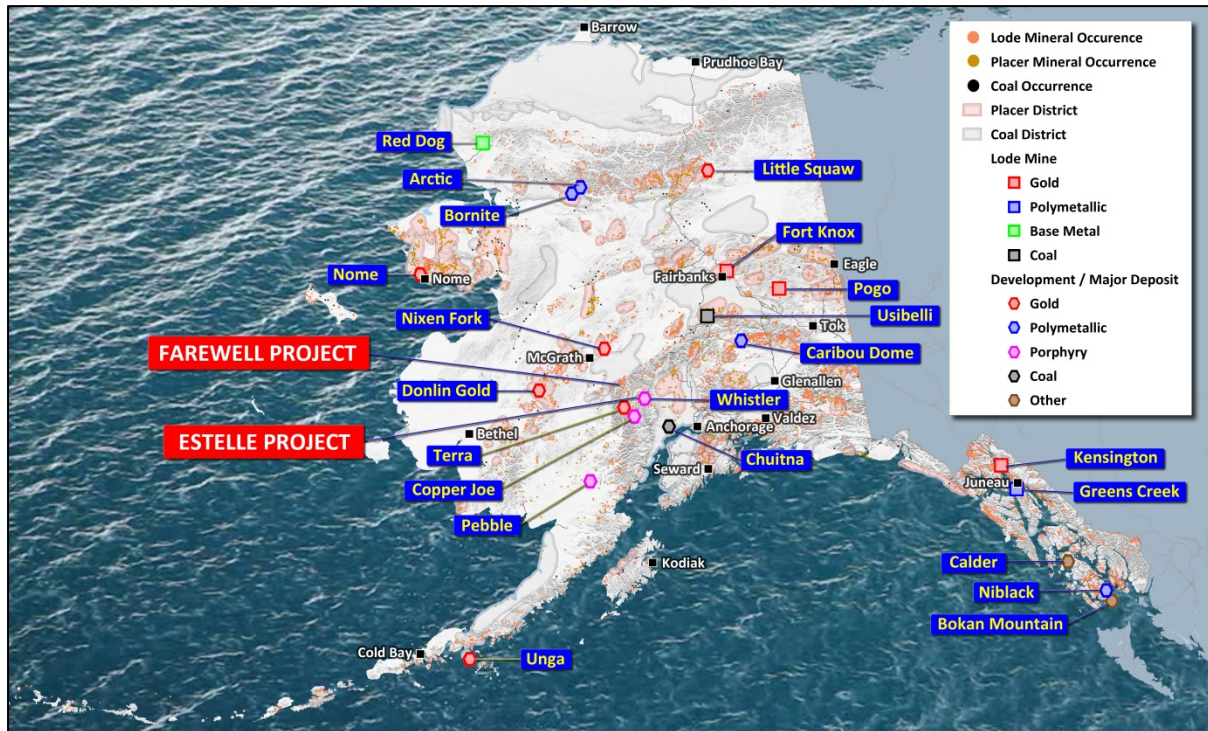 Barrow
Prudhoe Bay
Red Dog
Arctic
Bornite
Little Squaw
Fort Knox
Nome
Nome
Fairbanks
Eagle
Pogo
Usibelli
Tok
Nixen Fork
McGrath
Caribou Dome
FAREWELL PROJECT
Donlin Gold
Glenallen
Whistler
Valdez
Anchorage
ESTELLE PROJECT
Bethel
Terra
Chuitna
Seward
Copper Joe
Pebble
Kodiak
Cold Bay
Unga
Kensington
Juneau
Greens Creek
Calder
Niblack
Bokan Mountain
Lode Mineral Occurence
Placer Mineral Occurrence
Coal Occurrence
Placer District
Coal District
Lode Mine
Gold
Polymetallic
Base Metal
Coal
Development / Major Deposit
Gold
Polymetallic
Porphyry
Coal
Other